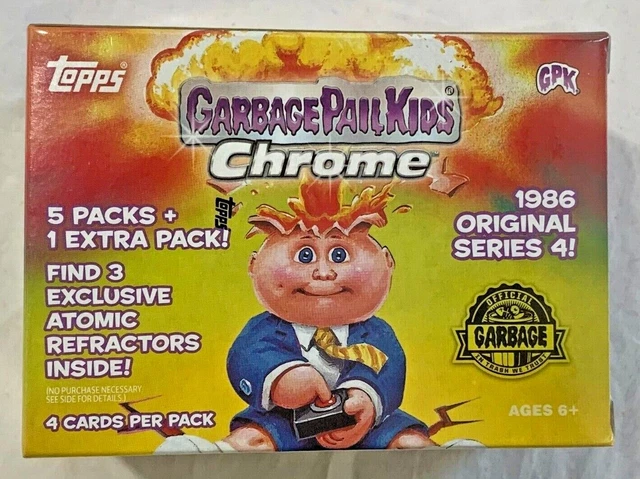 TOPPS®
GPK
GARBAGE PAIL KIDS®
Chrome™
5 PACKS +
1 EXTRA PACK!
topps
FIND 3
EXCLUSIVE
ATOMIC
REFRACTORS
INSIDE!
(NO PURCHASE NECESSARY.
SEE SIDE FOR DETAILS.)
4 CARDS PER PACK
1986
ORIGINAL
SERIES 4!
OFFICIAL
GARBAGE
IN TRASH WE TRUST
AGES 6+